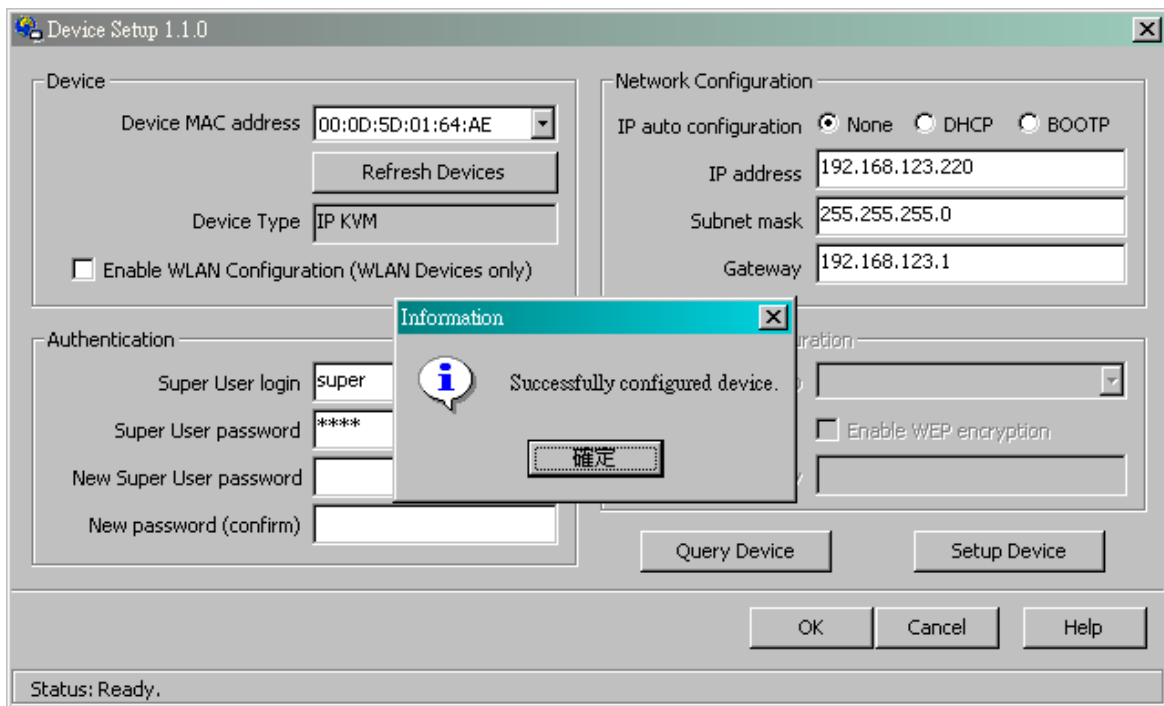 Device Setup 1.1.0
Device
Device MAC address 00:0D:5D:01:64:AE
Refresh Devices
Device Type IP KVM
Enable WLAN Configuration (WLAN Devices only)
Network Configuration
IP auto configuration None DHCP BOOTP
IP address 192.168.123.220
Subnet mask 255.255.255.0
Gateway 192.168.123.1
Authentication
Super User login super
Super User password ****
New Super User password
New password (confirm)
Information
Successfully configured device.
確定
Enable WEP encryption
Query Device
Setup Device
OK
Cancel
Help
Status: Ready.